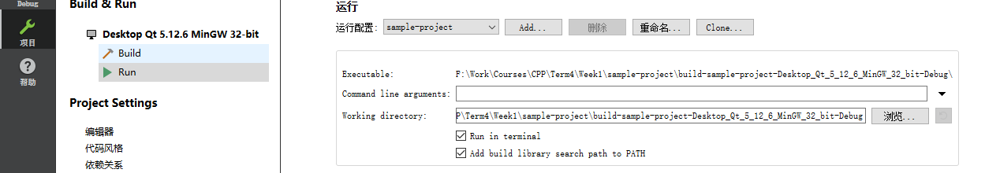 Debug
项目
帮助
Build & Run
Desktop Qt 5.12.6 MinGW 32-bit
Build
Run
Project Settings
编辑器
代码风格
依赖关系
运行
运行配置: sample-project Add... 删除 重命名... Clone...
Executable: F:\Work\Courses\CPP\Term4\Week1\sample-project\build-sample-project-Desktop_Qt_5_12_6_MinGW_32_bit-Debug\
Command line arguments:
Working directory: P\Term4\Week1\sample-project\build-sample-project-Desktop_Qt_5_12_6_MinGW_32_bit-Debug 浏览...
Run in terminal
Add build library search path to PATH